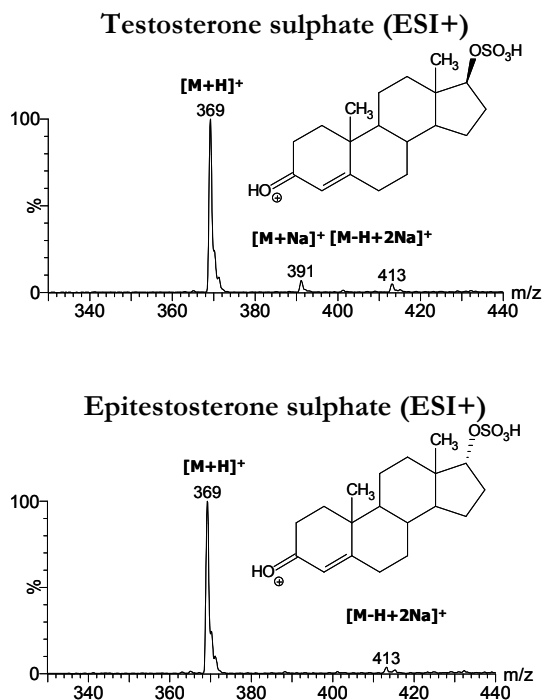 Testosterone sulphate (ESI+)
OSO₃H
CH₃
[M+H]⁺
369
CH₃
100
%
HO
⊕
[M+Na]⁺ [M-H+2Na]⁺
391
413
0
340 360 380 400 420 440 m/z
Epitestosterone sulphate (ESI+)
OSO₃H
CH₃
[M+H]⁺
369
CH₃
100
%
HO
⊕
[M-H+2Na]⁺
413
0
340 360 380 400 420 440 m/z